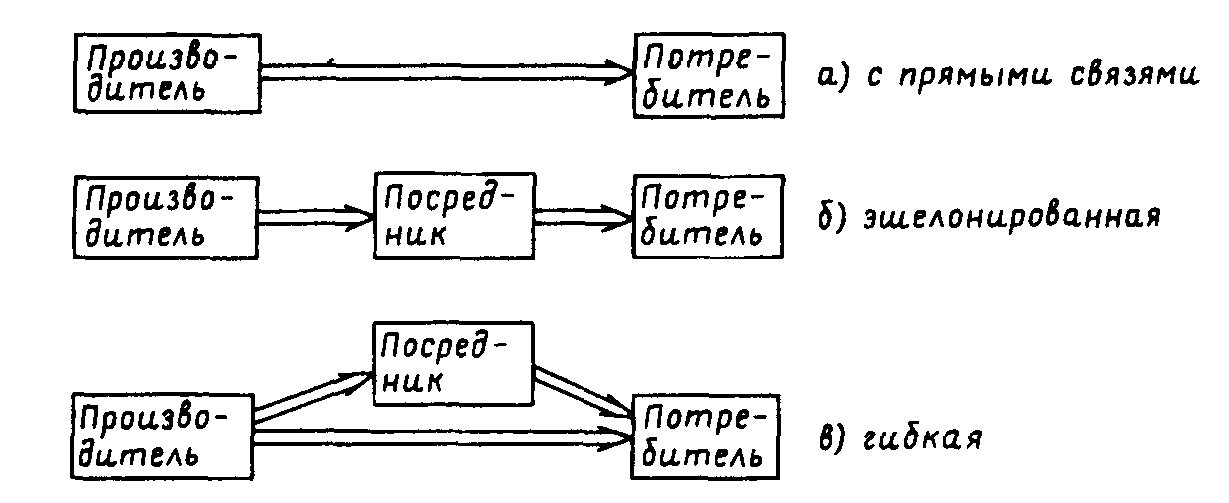 Произво-
дитель
Потре-
битель
а) с прямыми связями
Произво-
дитель
Посред-
ник
Потре-
битель
б) эшелонированная
Посред-
ник
Произво-
дитель
Потре-
битель
в) гибкая